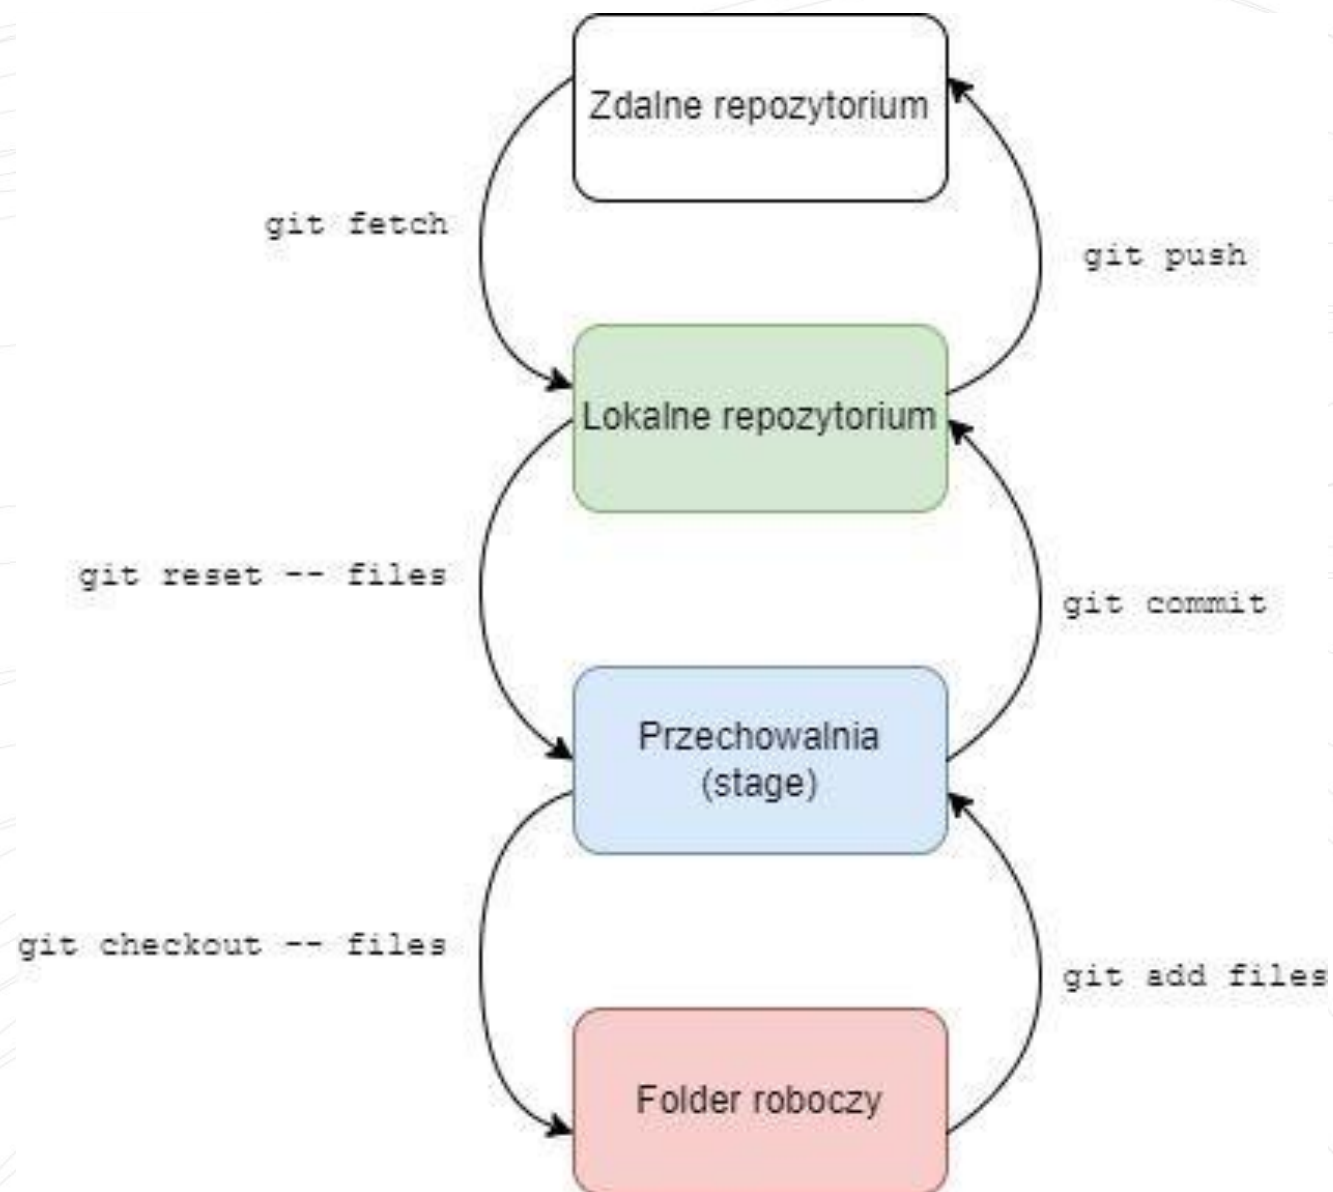 Zdalne repozytorium
git fetch
git push
Lokalne repozytorium
git reset -- files
git commit
Przechowalnia
(stage)
git checkout -- files
git add files
Folder roboczy